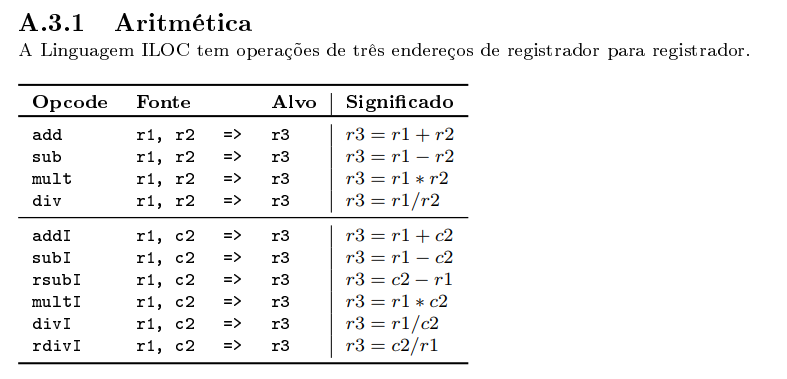 A.3.1 Aritmética
A Linguagem ILOC tem operações de três endereços de registrador para registrador.
Opcode Fonte Alvo Significado
add r1, r2 => r3 r3 = r1 + r2
sub r1, r2 => r3 r3 = r1 − r2
mult r1, r2 => r3 r3 = r1 ∗ r2
div r1, r2 => r3 r3 = r1/r2
addI r1, c2 => r3 r3 = r1 + c2
subI r1, c2 => r3 r3 = r1 − c2
rsubI r1, c2 => r3 r3 = c2 − r1
multI r1, c2 => r3 r3 = r1 ∗ c2
divI r1, c2 => r3 r3 = r1/c2
rdivI r1, c2 => r3 r3 = c2/r1